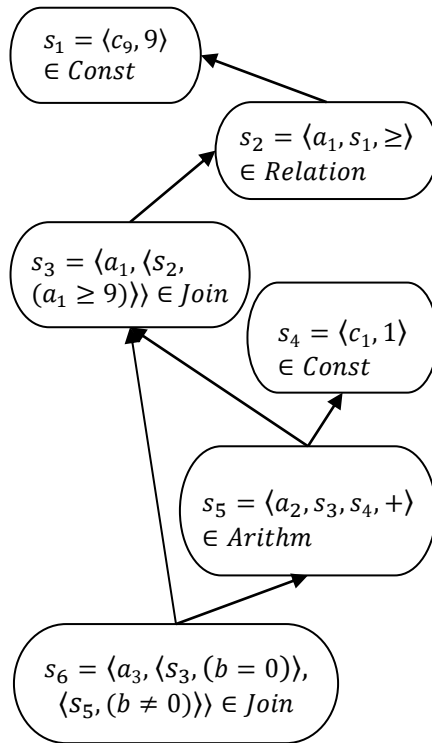 s₁ = ⟨c₉, 9⟩
∈ Const
s₂ = ⟨a₁, s₁, ≥⟩
∈ Relation
s₃ = ⟨a₁, ⟨s₂,
(a₁ ≥ 9)⟩⟩ ∈ Join
s₄ = ⟨c₁, 1⟩
∈ Const
s₅ = ⟨a₂, s₃, s₄, +⟩
∈ Arithm
s₆ = ⟨a₃, ⟨s₃, (b = 0)⟩,
⟨s₅, (b ≠ 0)⟩⟩ ∈ Join